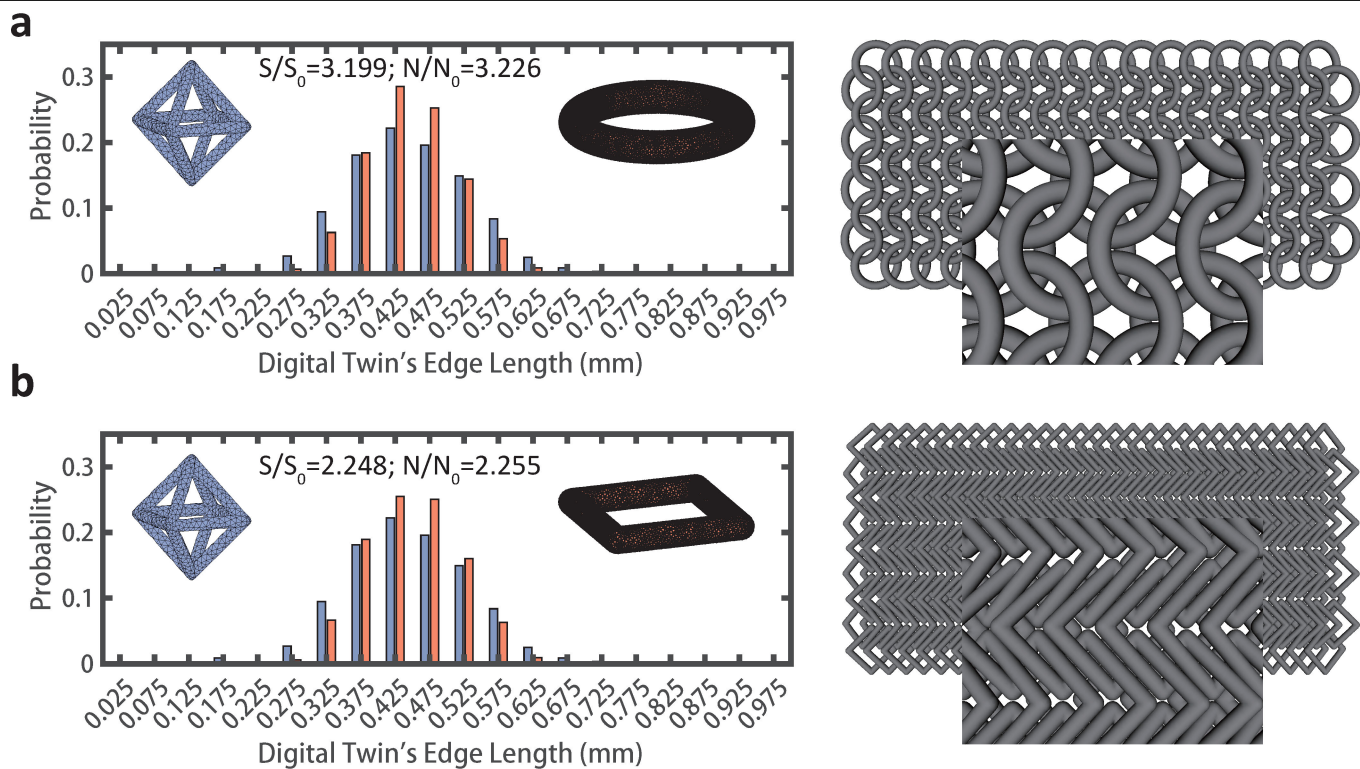 a
S/S0=3.199; N/N0=3.226
Probability
0.3
0.2
0.1
0
0.025 0.075 0.125 0.175 0.225 0.275 0.325 0.375 0.425 0.475 0.525 0.575 0.625 0.675 0.725 0.775 0.825 0.875 0.925 0.975
Digital Twin’s Edge Length (mm)
b
S/S0=2.248; N/N0=2.255
Probability
0.3
0.2
0.1
0
0.025 0.075 0.125 0.175 0.225 0.275 0.325 0.375 0.425 0.475 0.525 0.575 0.625 0.675 0.725 0.775 0.825 0.875 0.925 0.975
Digital Twin’s Edge Length (mm)